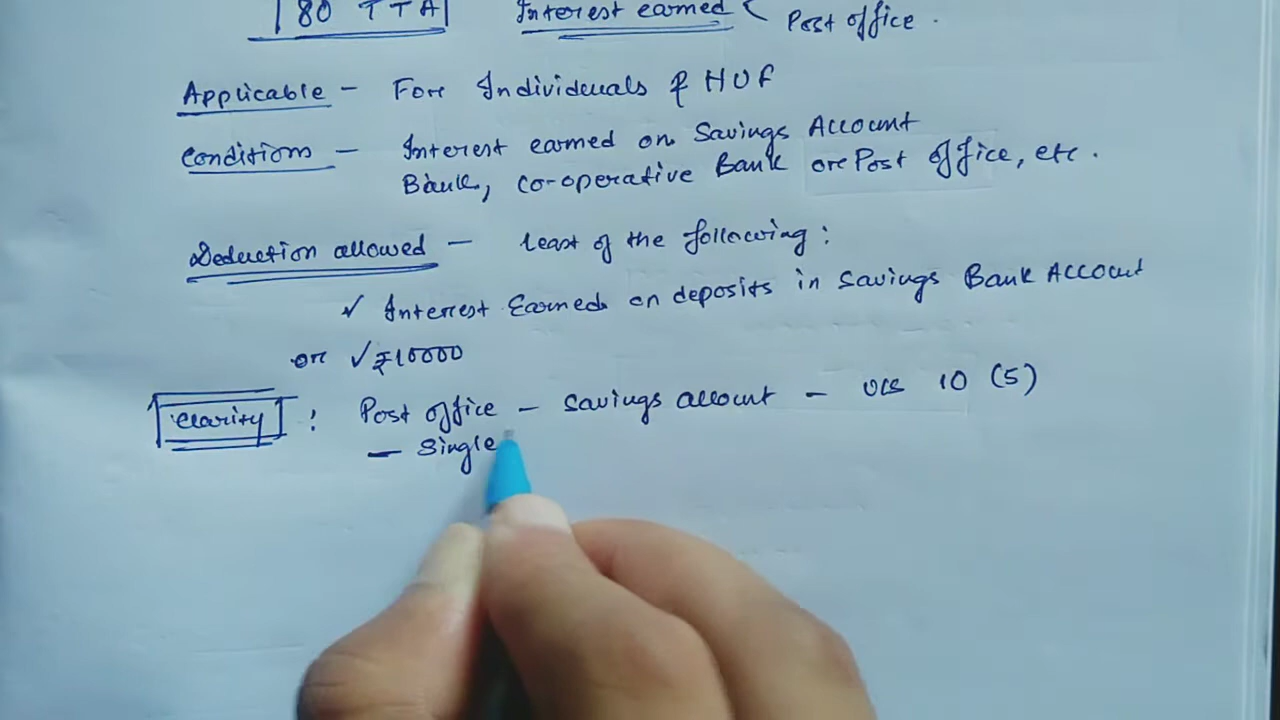 80 TTA Interest earned < Post office.
Applicable - For Individuals & HUF
Condition - Interest earned on Savings Account
Bank, co-operative Bank or Post office, etc.
Deduction allowed - least of the following:
✓ Interest Earned on deposits in Savings Bank Account
or ✓ ₹10000
Clarity : Post office - Savings account - u/s 10 (5)
- Single